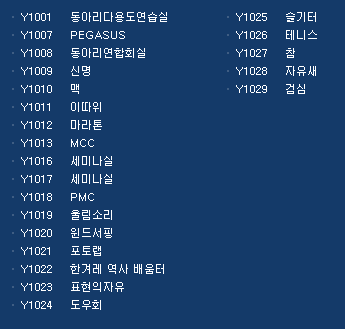 Y1001 동아리다용도연습실
Y1007 PEGASUS
Y1008 동아리연합회실
Y1009 신명
Y1010 맥
Y1011 이따위
Y1012 마라톤
Y1013 MCC
Y1016 세미나실
Y1017 세미나실
Y1018 PMC
Y1019 울림소리
Y1020 윈드서핑
Y1021 포토랩
Y1022 한겨레 역사 배움터
Y1023 표현의자유
Y1024 도우회
Y1025 슬기터
Y1026 테니스
Y1027 참
Y1028 자유새
Y1029 검심